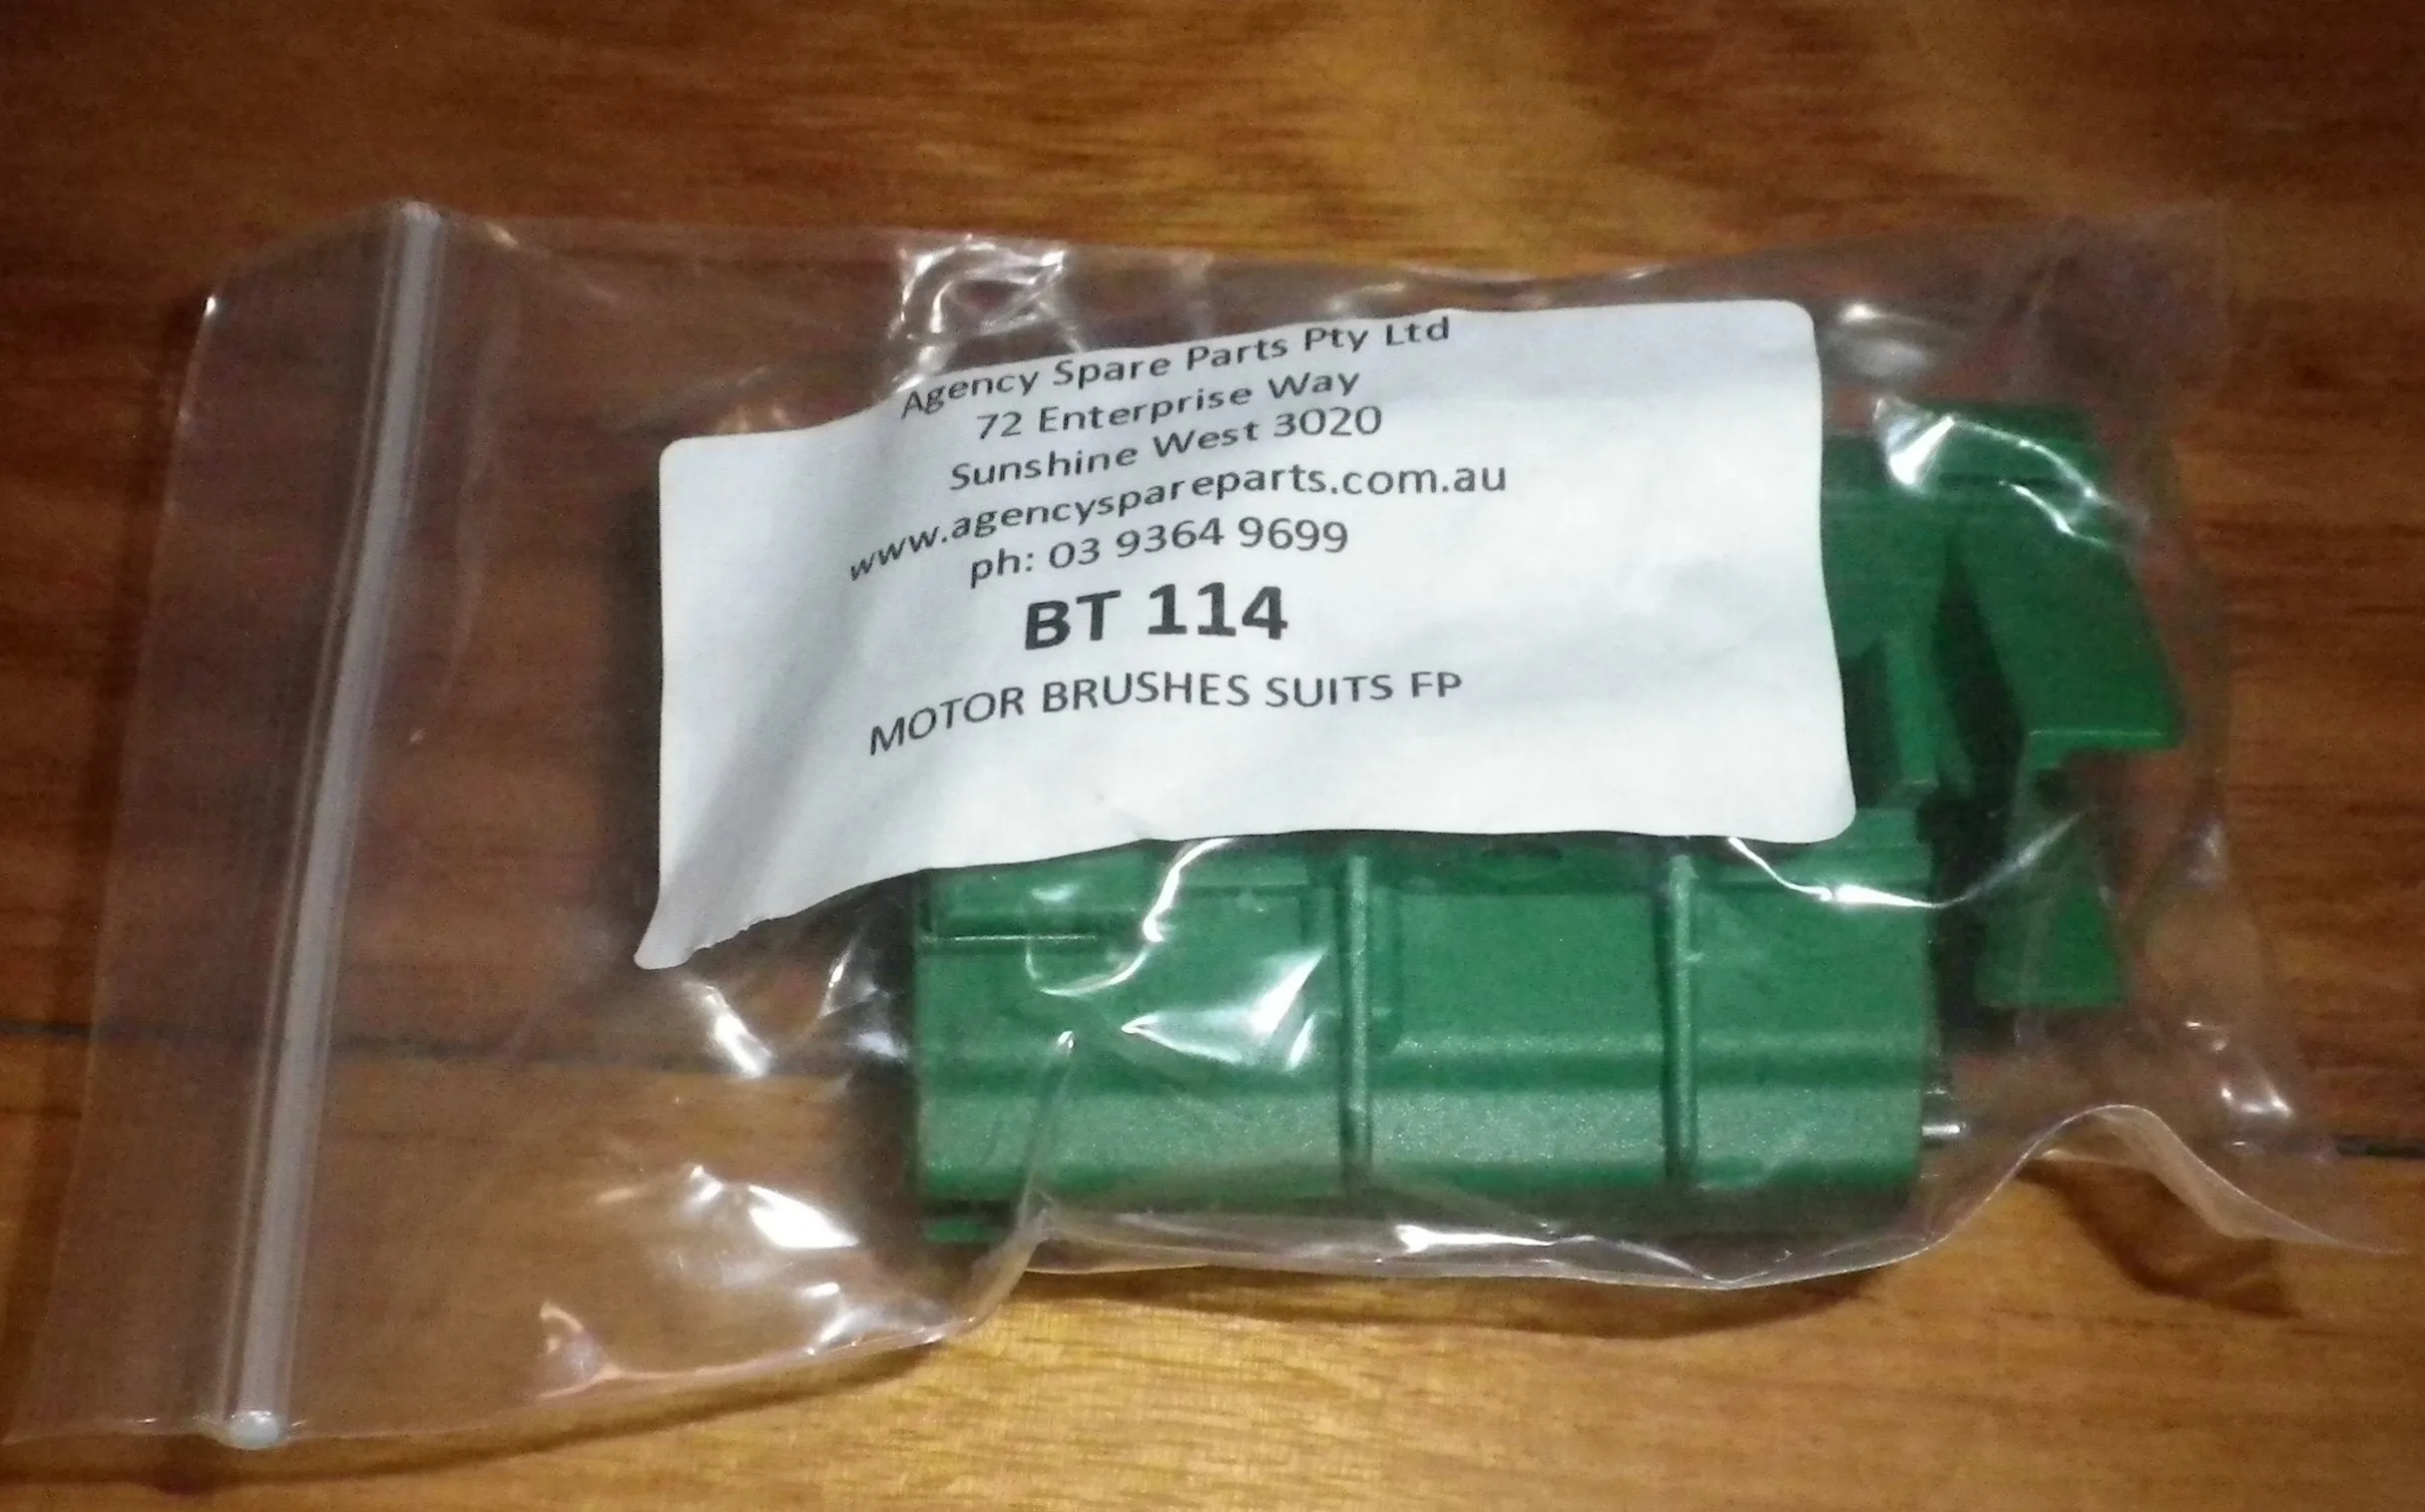 Agency Spare Parts Pty Ltd
72 Enterprise Way
Sunshine West 3020
www.agencyspareparts.com.au
ph: 03 9364 9699
BT 114
MOTOR BRUSHES SUITS FP